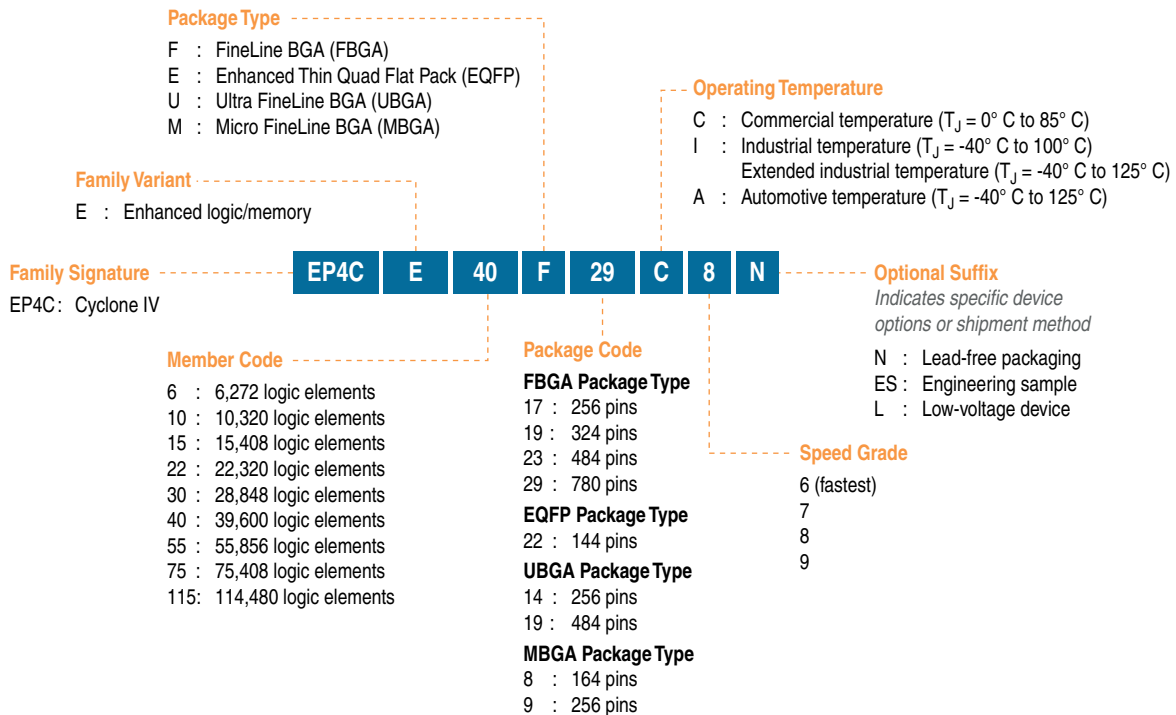 Package Type
F : FineLine BGA (FBGA)
E : Enhanced Thin Quad Flat Pack (EQFP)
U : Ultra FineLine BGA (UBGA)
M : Micro FineLine BGA (MBGA)
Operating Temperature
C : Commercial temperature (TJ = 0° C to 85° C)
I : Industrial temperature (TJ = -40° C to 100° C)
Extended industrial temperature (TJ = -40° C to 125° C)
A : Automotive temperature (TJ = -40° C to 125° C)
Family Variant
E : Enhanced logic/memory
Family Signature
EP4C : Cyclone IV
EP4C E 40 F 29 C 8 N
Optional Suffix
Indicates specific device
options or shipment method
N : Lead-free packaging
ES : Engineering sample
L : Low-voltage device
Member Code
6 : 6,272 logic elements
10 : 10,320 logic elements
15 : 15,408 logic elements
22 : 22,320 logic elements
30 : 28,848 logic elements
40 : 39,600 logic elements
55 : 55,856 logic elements
75 : 75,408 logic elements
115: 114,480 logic elements
Package Code
FBGA Package Type
17 : 256 pins
19 : 324 pins
23 : 484 pins
29 : 780 pins
EQFP Package Type
22 : 144 pins
UBGA Package Type
14 : 256 pins
19 : 484 pins
MBGA Package Type
8 : 164 pins
9 : 256 pins
Speed Grade
6 (fastest)
7
8
9